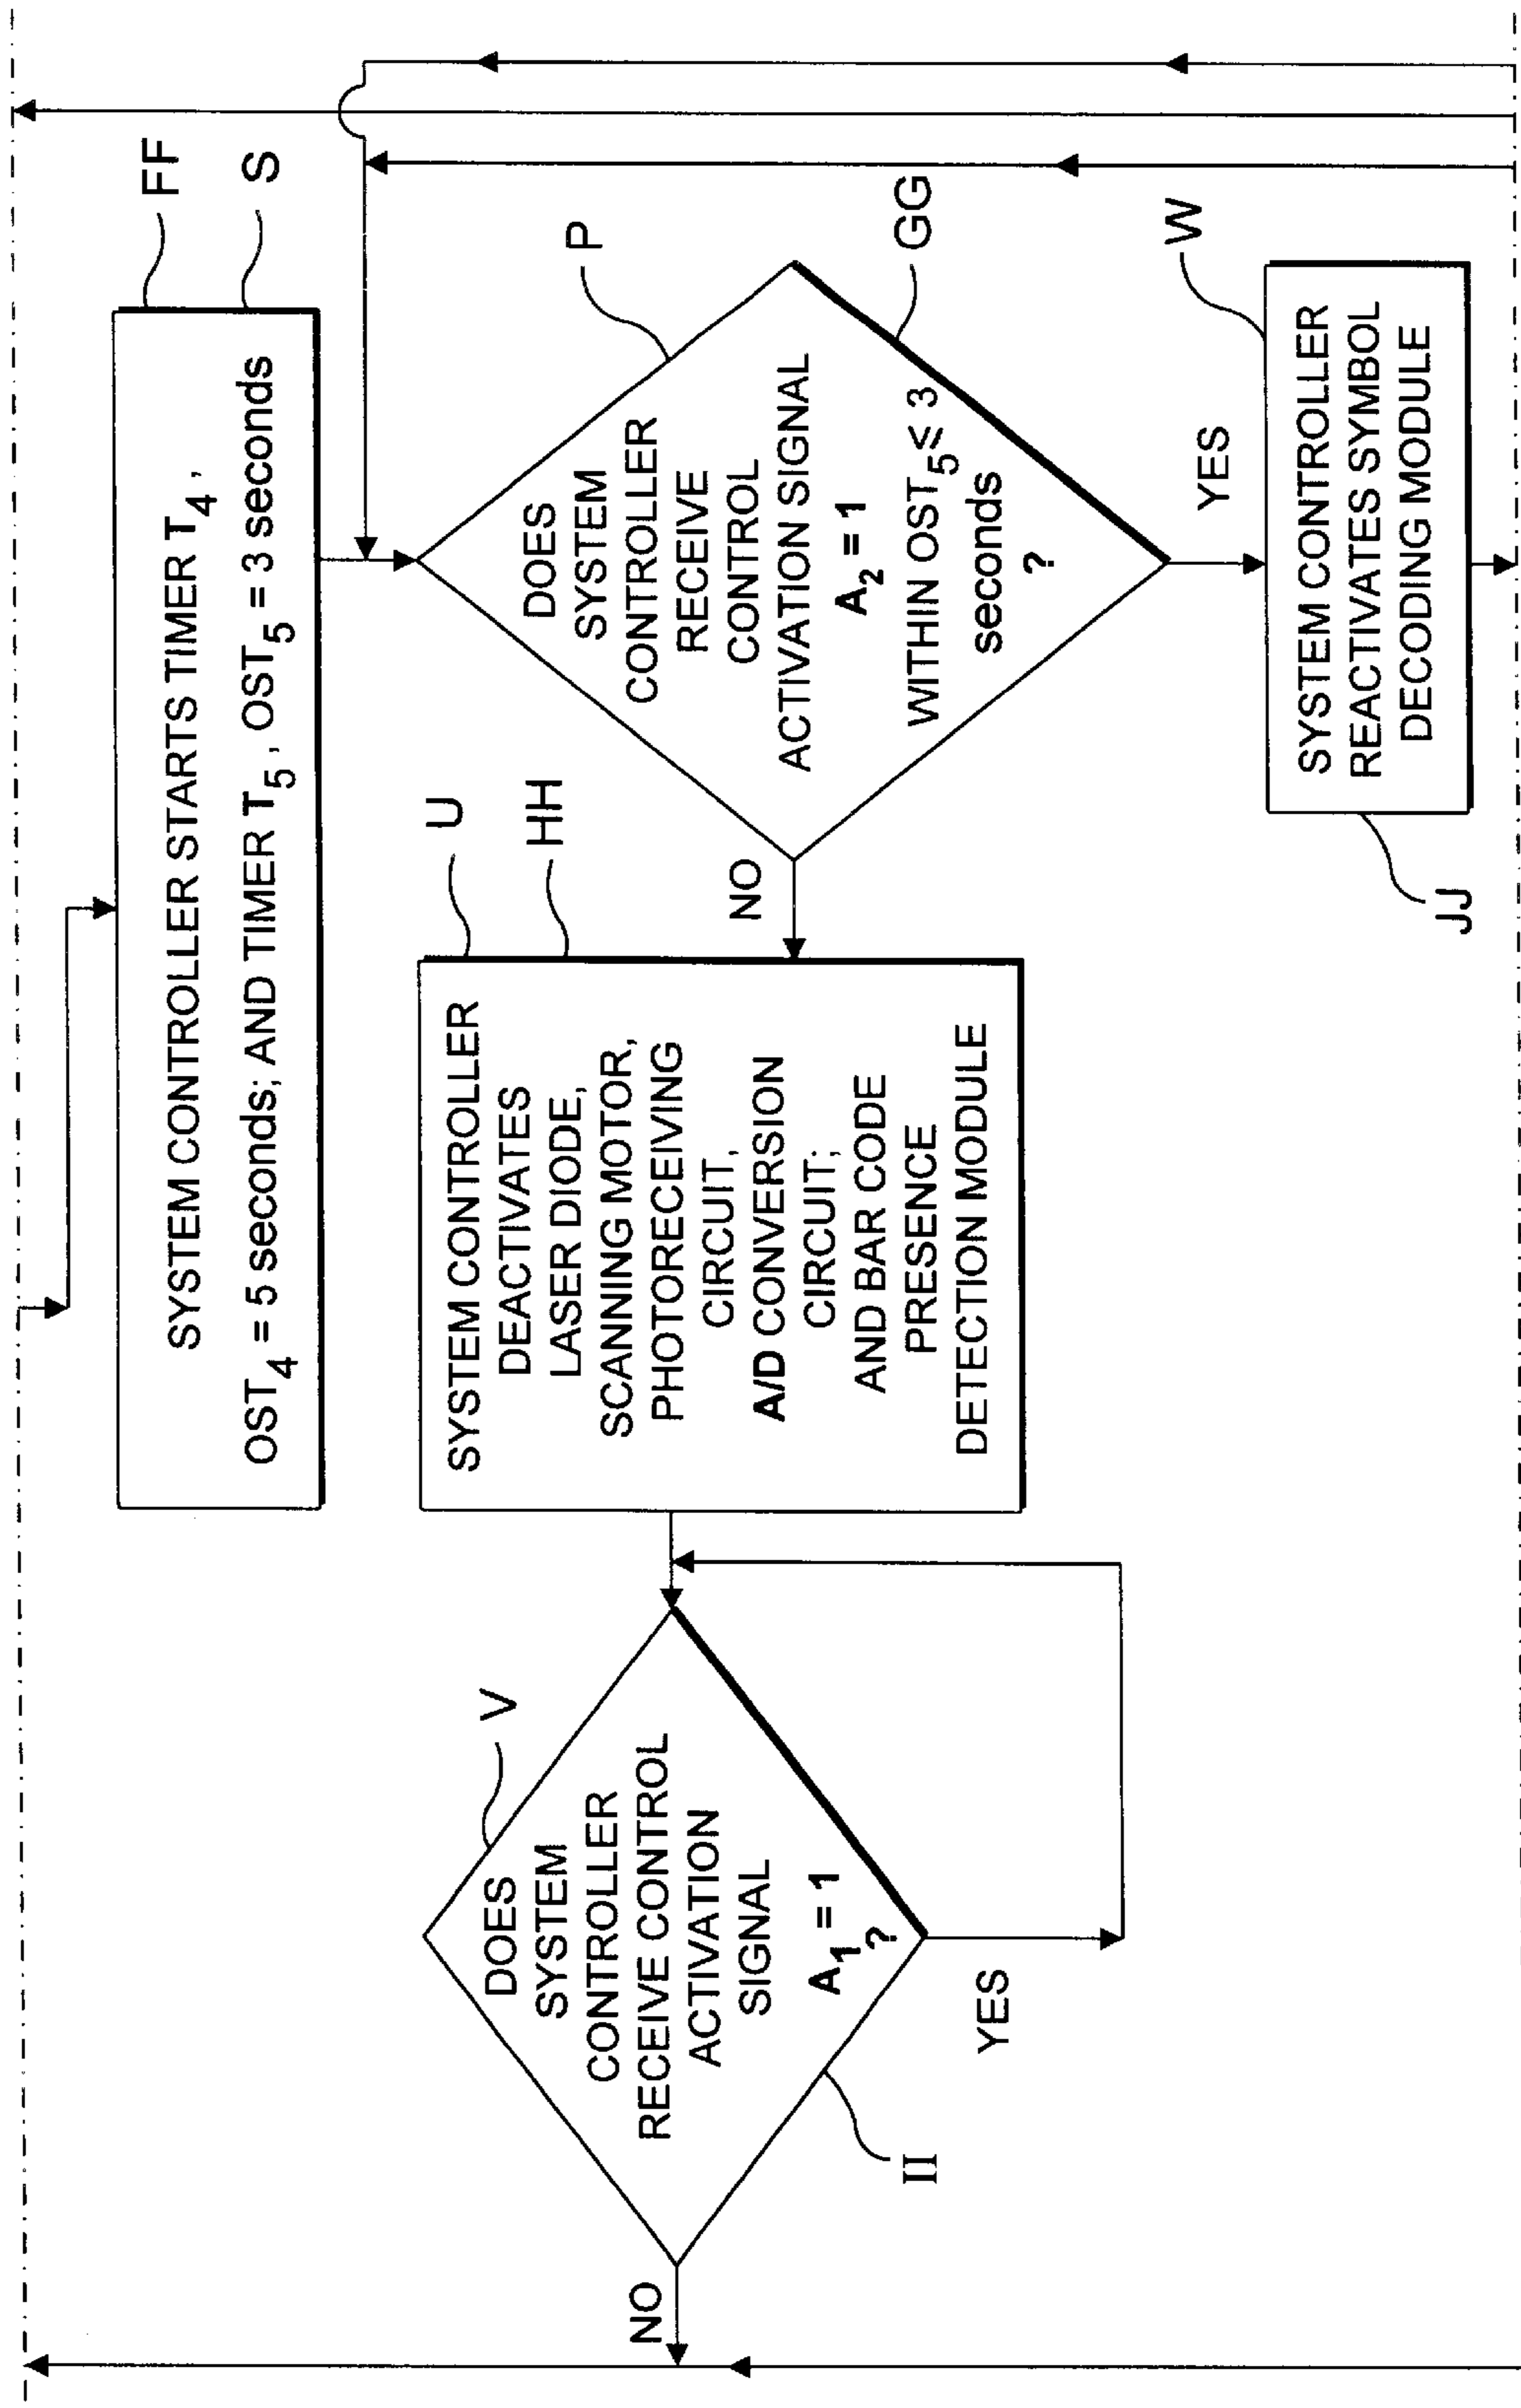 SYSTEM CONTROLLER STARTS TIMER T4,
OST4 = 5 seconds; AND TIMER T5, OST5 = 3 seconds
FF
S
DOES
SYSTEM
CONTROLLER
RECEIVE
CONTROL
ACTIVATION SIGNAL
A2 = 1
WITHIN OST5 ≤ 3
seconds
?
P
GG
NO
YES
SYSTEM CONTROLLER
DEACTIVATES
LASER DIODE,
SCANNING MOTOR,
PHOTORECEIVING
CIRCUIT,
A/D CONVERSION
CIRCUIT;
AND BAR CODE
PRESENCE
DETECTION MODULE
U
HH
DOES
SYSTEM
CONTROLLER
RECEIVE CONTROL
ACTIVATION
SIGNAL
A1 = 1
?
V
II
NO
YES
SYSTEM CONTROLLER
REACTIVATES SYMBOL
DECODING MODULE
W
JJ